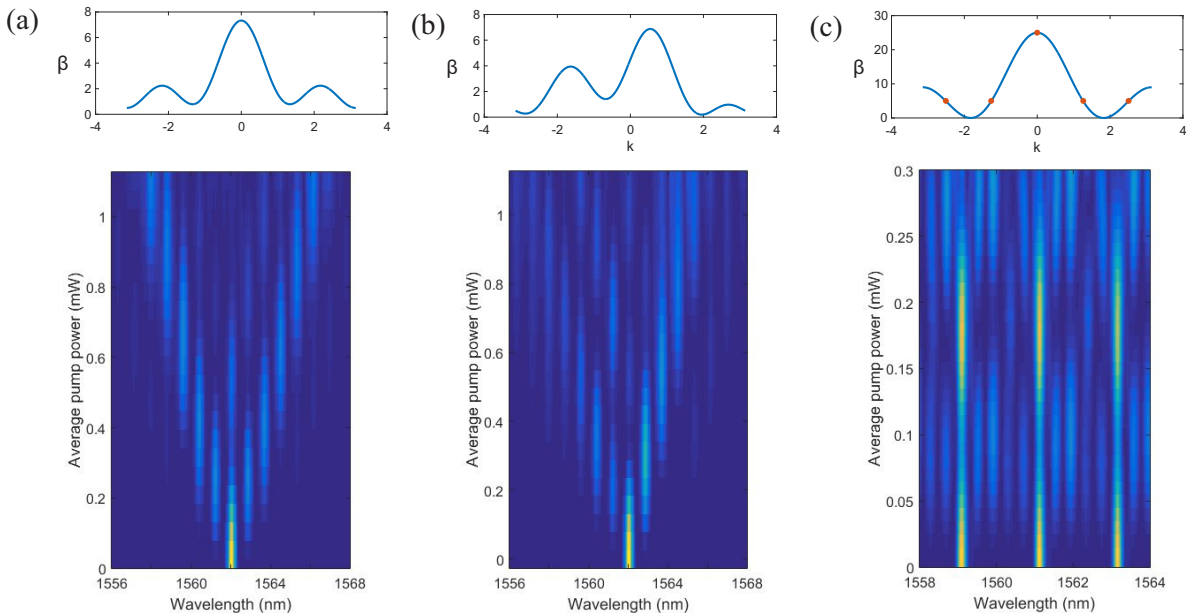 (a)
8
6
β 4
2
0
-4 -2 0 2 4
1
0.8
0.6
0.4
0.2
0
Average pump power (mW)
1556 1560 1564 1568
Wavelength (nm)
(b)
8
6
β 4
2
0
-4 -2 0 2 4
k
1
0.8
0.6
0.4
0.2
0
Average pump power (mW)
1556 1560 1564 1568
Wavelength (nm)
(c)
30
20
β
10
0
-4 -2 0 2 4
k
0.3
0.25
0.2
0.15
0.1
0.05
0
Average pump power (mW)
1558 1560 1562 1564
Wavelength (nm)